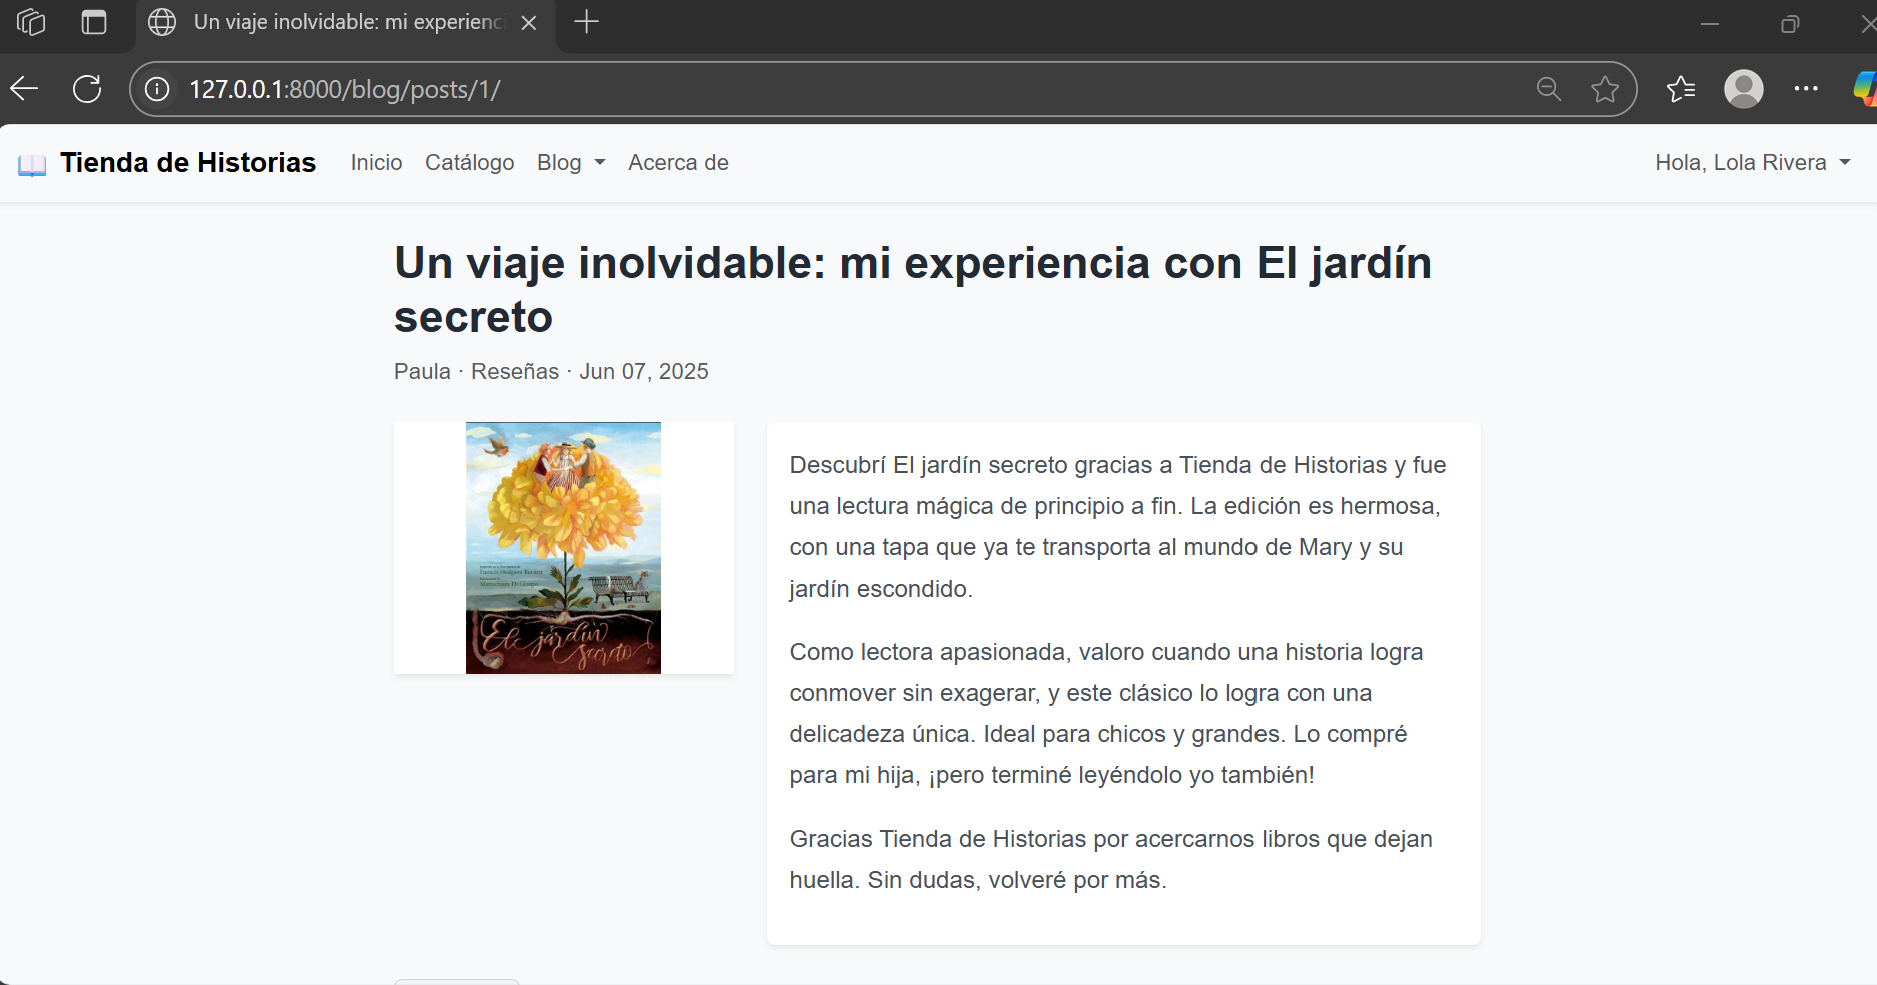 Un viaje inolvidable: mi experienc
127.0.0.1:8000/blog/posts/1/
Tienda de Historias Inicio Catálogo Blog Acerca de Hola, Lola Rivera
Un viaje inolvidable: mi experiencia con El jardín
secreto
Paula · Reseñas · Jun 07, 2025
Frances Hodgson Burnett
El jardín
secreto
Descubrí El jardín secreto gracias a Tienda de Historias y fue
una lectura mágica de principio a fin. La edición es hermosa,
con una tapa que ya te transporta al mundo de Mary y su
jardín escondido.
Como lectora apasionada, valoro cuando una historia logra
conmover sin exagerar, y este clásico lo logra con una
delicadeza única. Ideal para chicos y grandes. Lo compré
para mi hija, ¡pero terminé leyéndolo yo también!
Gracias Tienda de Historias por acercarnos libros que dejan
huella. Sin dudas, volveré por más.